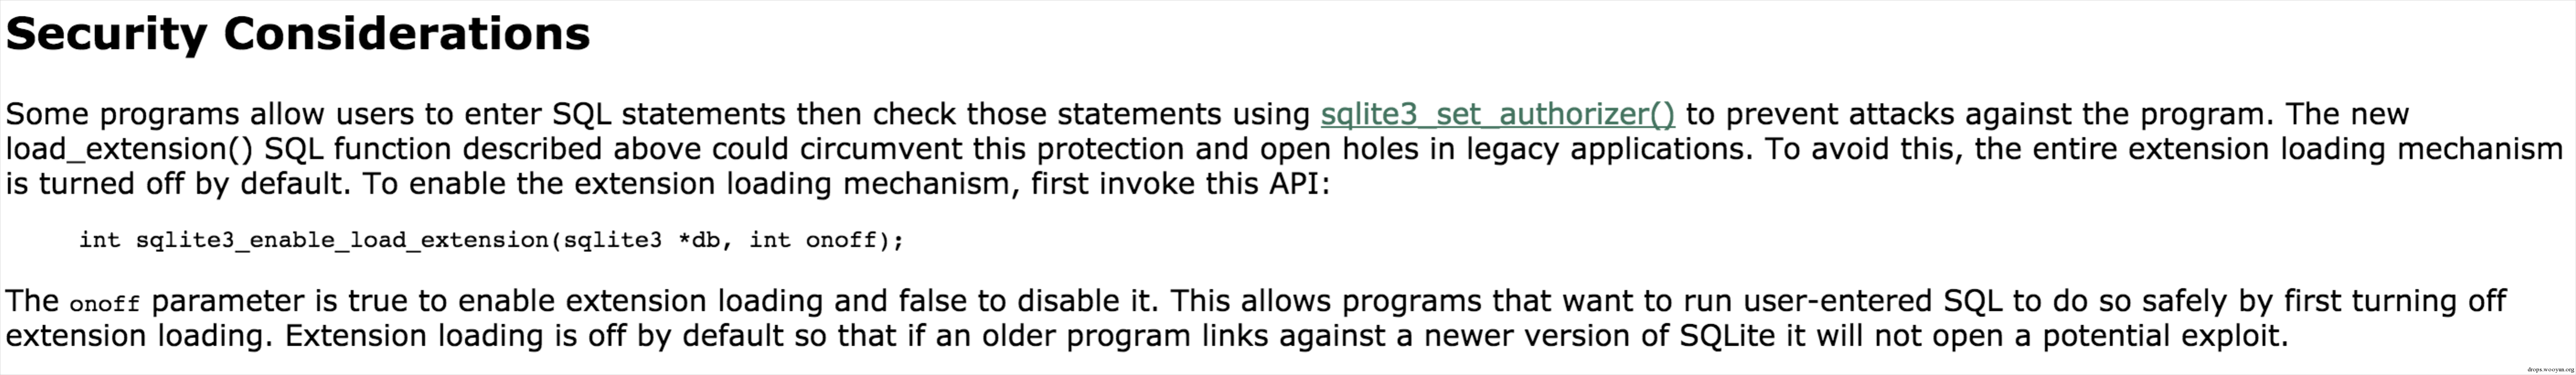 Security Considerations
Some programs allow users to enter SQL statements then check those statements using sqlite3_set_authorizer() to prevent attacks against the program. The new
load_extension() SQL function described above could circumvent this protection and open holes in legacy applications. To avoid this, the entire extension loading mechanism
is turned off by default. To enable the extension loading mechanism, first invoke this API:
int sqlite3_enable_load_extension(sqlite3 *db, int onoff);
The onoff parameter is true to enable extension loading and false to disable it. This allows programs that want to run user-entered SQL to do so safely by first turning off
extension loading. Extension loading is off by default so that if an older program links against a newer version of SQLite it will not open a potential exploit.
drops.wooyun.org